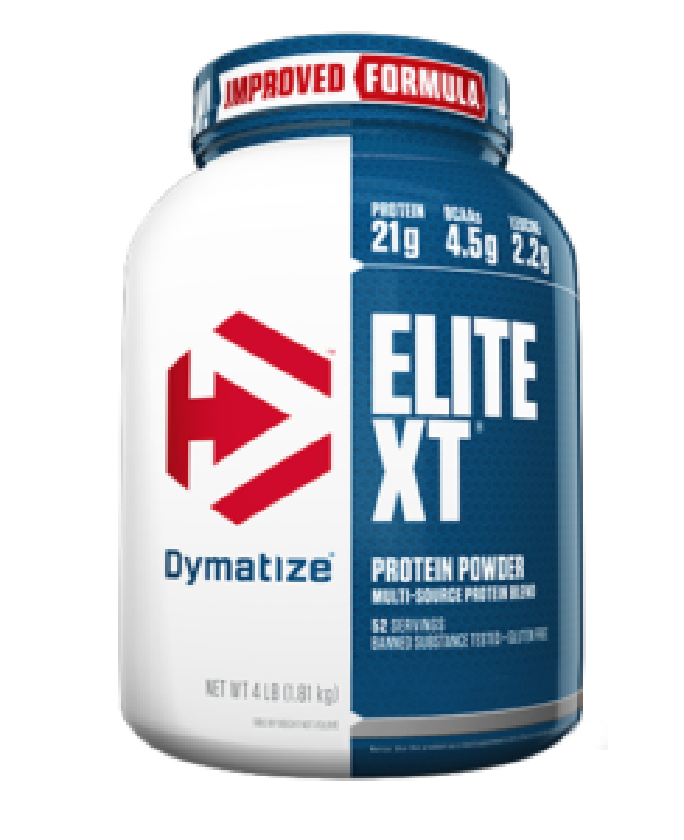 IMPROVED FORMULA
PROTEIN BCAAs LEUCINE
21g 4.5g 2.2g
ELITE
XT®
Dymatize®
PROTEIN POWDER
MULTI-SOURCE PROTEIN BLEND
52 SERVINGS
BANNED SUBSTANCE TESTED • GLUTEN FREE
NET WT 4 LB (1.81 kg)